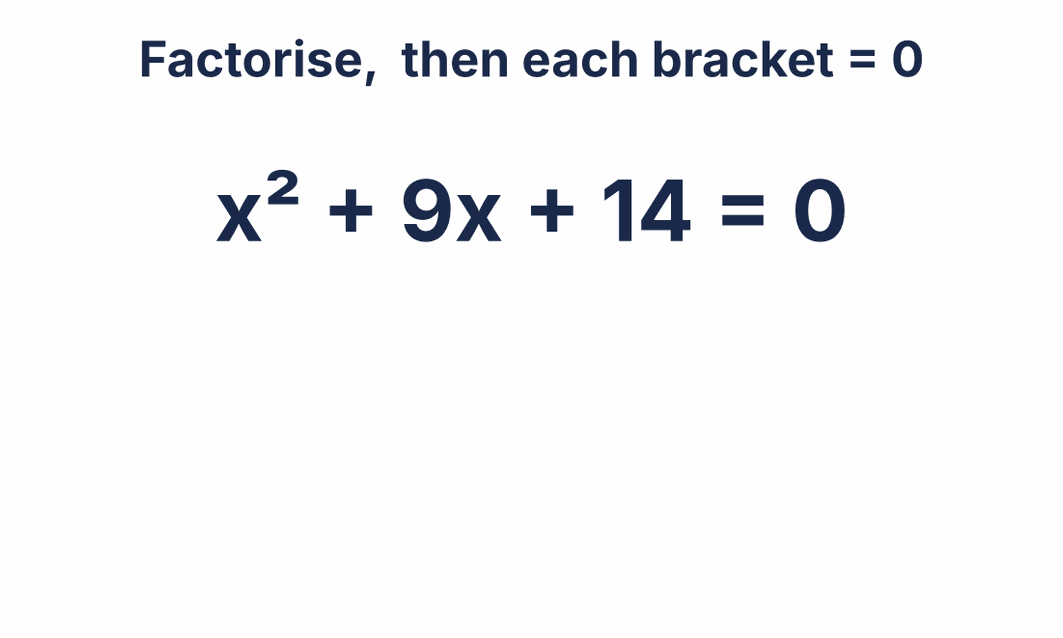 Factorise, then each bracket = 0
x² + 9x + 14 = 0